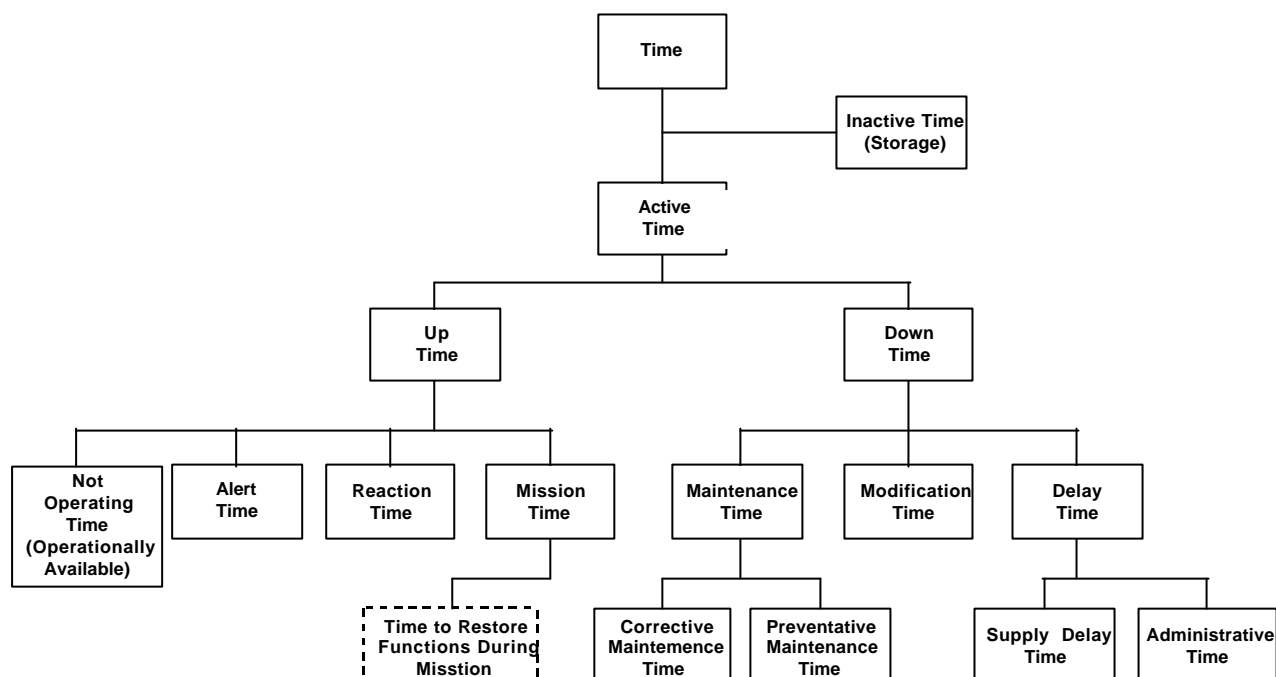 Time
Inactive Time
(Storage)
Active
Time
Up
Time
Down
Time
Not
Operating
Time
(Operationally
Available)
Alert
Time
Reaction
Time
Mission
Time
Maintenance
Time
Modification
Time
Delay
Time
Time to Restore
Functions During
Misstion
Corrective
Maintemence
Time
Preventative
Maintenance
Time
Supply Delay
Time
Administrative
Time